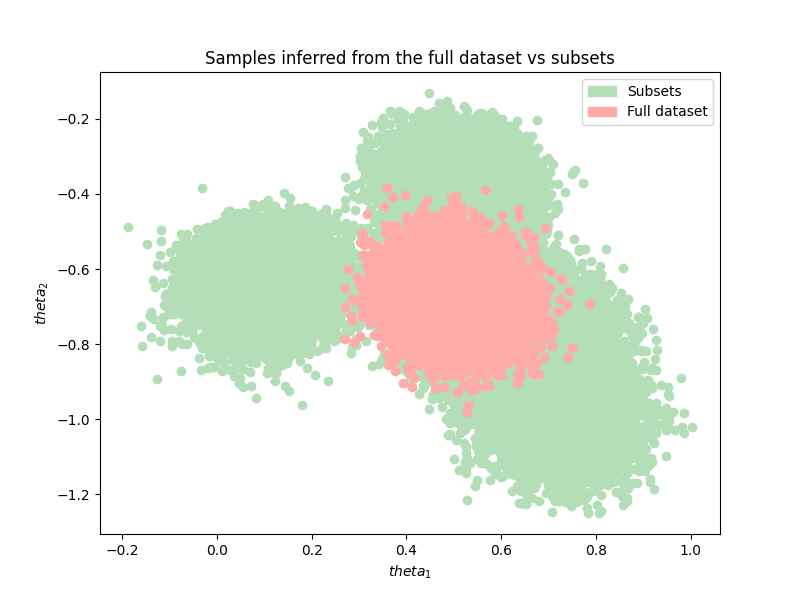 Samples inferred from the full dataset vs subsets
Subsets
Full dataset
−0.2
−0.4
−0.6
−0.8
−1.0
−1.2
theta₂
−0.2
0.0
0.2
0.4
0.6
0.8
1.0
theta₁